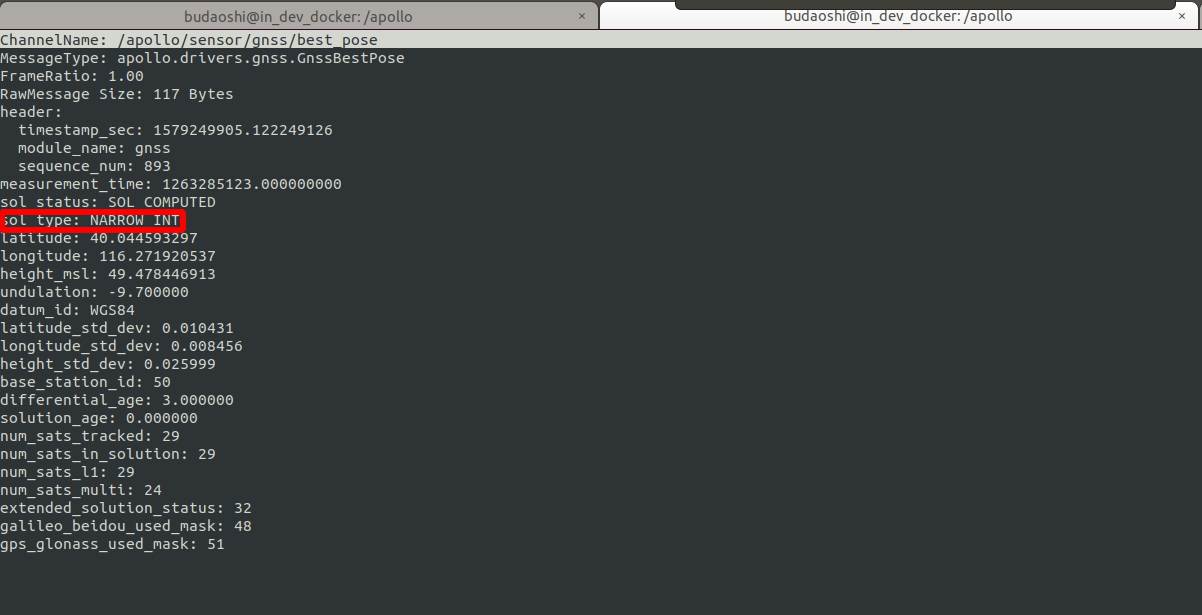 budaoshi@in_dev_docker: /apollo × budaoshi@in_dev_docker: /apollo ×
ChannelName: /apollo/sensor/gnss/best_pose
MessageType: apollo.drivers.gnss.GnssBestPose
FrameRatio: 1.00
RawMessage Size: 117 Bytes
header:
  timestamp_sec: 1579249905.122249126
  module_name: gnss
  sequence_num: 893
measurement_time: 1263285123.000000000
sol_status: SOL_COMPUTED
sol_type: NARROW_INT
latitude: 40.044593297
longitude: 116.271920537
height_msl: 49.478446913
undulation: -9.700000
datum_id: WGS84
latitude_std_dev: 0.010431
longitude_std_dev: 0.008456
height_std_dev: 0.025999
base_station_id: 50
differential_age: 3.000000
solution_age: 0.000000
num_sats_tracked: 29
num_sats_in_solution: 29
num_sats_l1: 29
num_sats_multi: 24
extended_solution_status: 32
galileo_beidou_used_mask: 48
gps_glonass_used_mask: 51